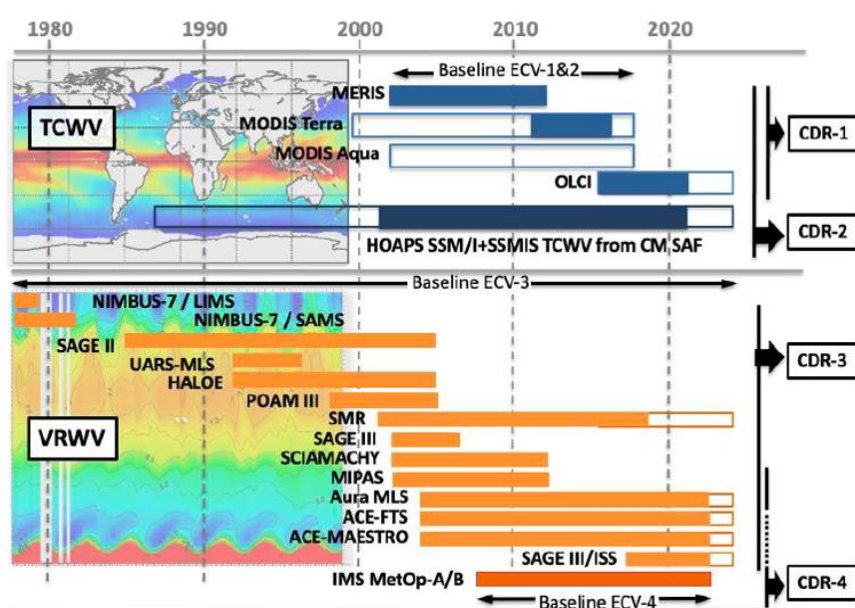 1980 1990 2000 2010 2020
Baseline ECV-1&2
MERIS
TCWV
MODIS Terra
CDR-1
MODIS Aqua
OLCI
CDR-2
HOAPS SSM/I+SSMIS TCWV from CM SAF
Baseline ECV-3
NIMBUS-7 / LIMS
NIMBUS-7 / SAMS
SAGE II
CDR-3
UARS-MLS
HALOE
POAM III
SMR
VRWV
SAGE III
SCIAMACHY
MIPAS
Aura MLS
ACE-FTS
ACE-MAESTRO
SAGE III/ISS
IMS MetOp-A/B
CDR-4
Baseline ECV-4